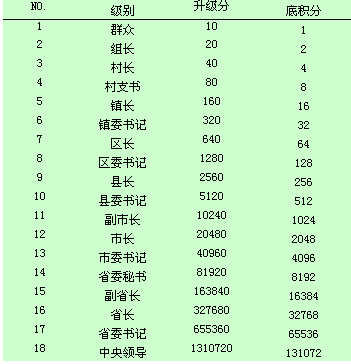 NO. 级别 升级分 底积分
1 群众 10 1
2 组长 20 2
3 村长 40 4
4 村支书 80 8
5 镇长 160 16
6 镇委书记 320 32
7 区长 640 64
8 区委书记 1280 128
9 县长 2560 256
10 县委书记 5120 512
11 副市长 10240 1024
12 市长 20480 2048
13 市委书记 40960 4096
14 省委秘书 81920 8192
15 副省长 163840 16384
16 省长 327680 32768
17 省委书记 655360 65536
18 中央领导 1310720 131072